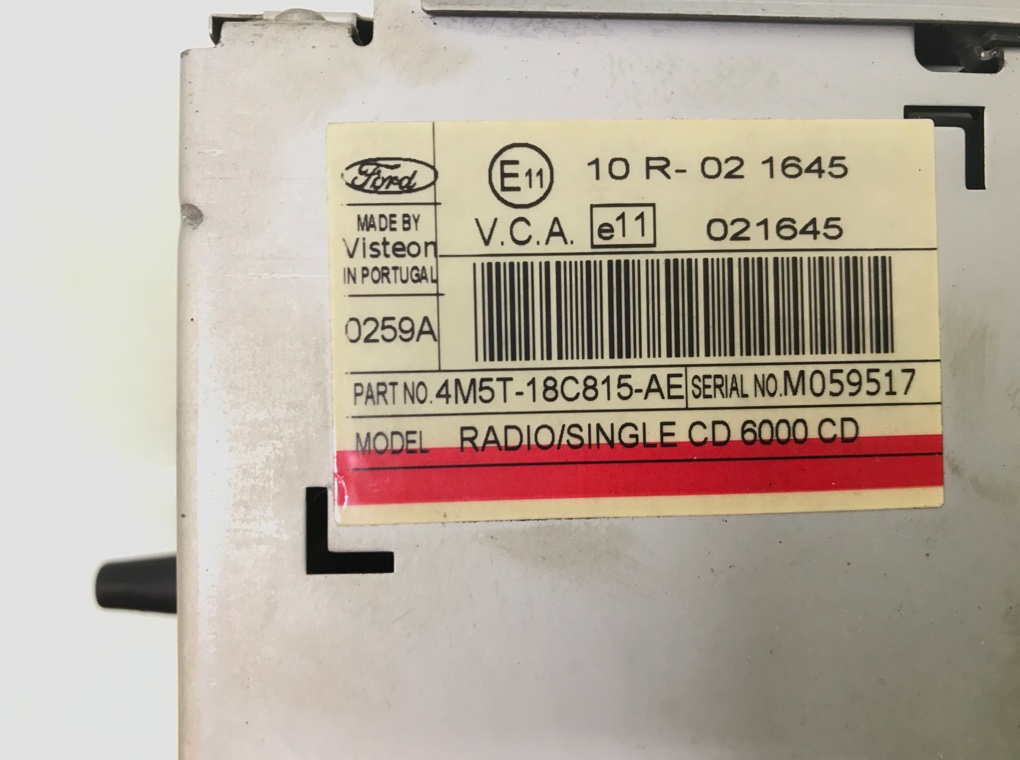 Ford
E11 10 R- 02 1645
MADE BY
Visteon
IN PORTUGAL
V.C.A. e11 021645
0259A
PART NO. 4M5T-18C815-AE SERIAL NO. M059517
MODEL RADIO/SINGLE CD 6000 CD